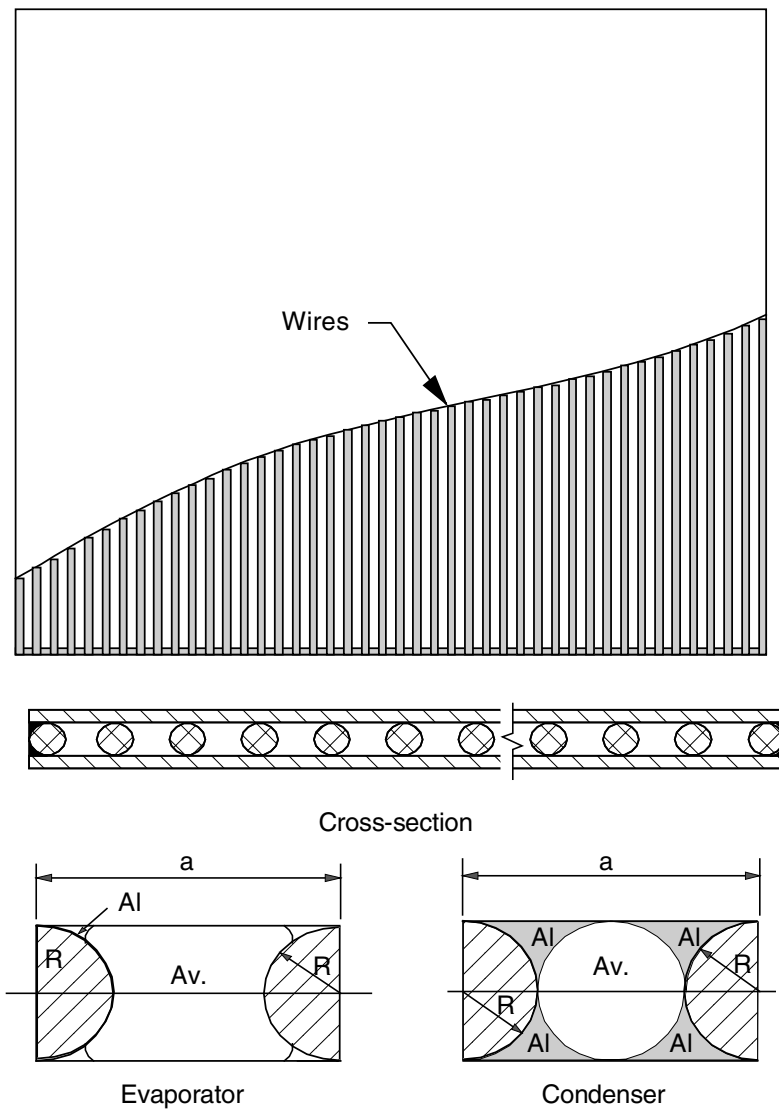 Wires
Cross-section
a
Al
R
Av.
R
Evaporator
a
Al
Al
Av.
R
R
Al
Al
Condenser